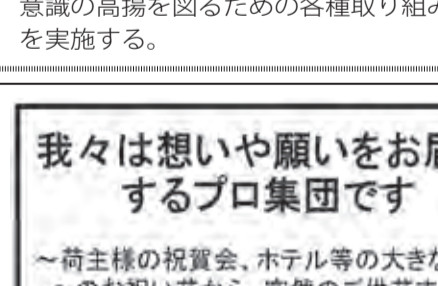 意識の高揚を図るための各種取り組み
を実施する。
我々は想いや願いをお届
するプロ集団です
～荷主様の祝賀会、ホテル等の大きな